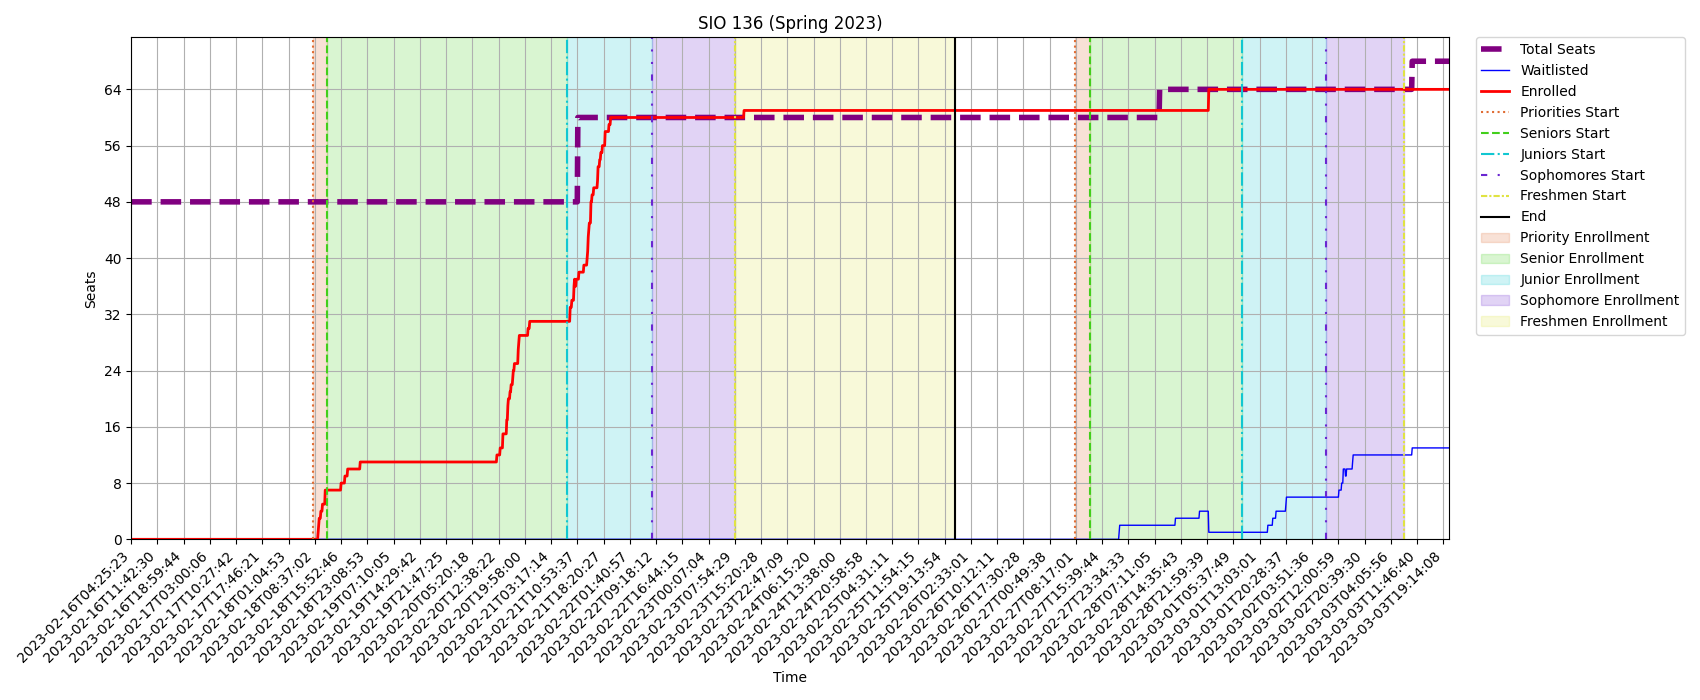 SIO 136 (Spring 2023)
Seats
64
56
48
40
32
24
16
8
0
2023-02-16T04:25:23
2023-02-16T11:42:30
2023-02-16T18:59:44
2023-02-17T03:00:06
2023-02-17T10:27:42
2023-02-17T17:46:21
2023-02-18T01:04:53
2023-02-18T08:37:02
2023-02-18T15:52:46
2023-02-18T23:08:53
2023-02-19T07:10:05
2023-02-19T14:29:42
2023-02-19T21:47:25
2023-02-20T05:20:18
2023-02-20T12:38:22
2023-02-20T19:58:00
2023-02-21T03:17:14
2023-02-21T10:53:37
2023-02-21T18:20:27
2023-02-22T01:40:57
2023-02-22T09:18:12
2023-02-22T16:44:15
2023-02-23T00:07:04
2023-02-23T07:54:29
2023-02-23T15:20:28
2023-02-23T22:47:09
2023-02-24T06:15:20
2023-02-24T13:38:00
2023-02-24T20:58:58
2023-02-25T04:31:11
2023-02-25T11:54:15
2023-02-25T19:13:54
2023-02-26T02:33:01
2023-02-26T10:12:11
2023-02-26T17:30:28
2023-02-27T00:49:38
2023-02-27T08:17:01
2023-02-27T15:39:44
2023-02-27T23:34:33
2023-02-28T07:11:05
2023-02-28T14:35:43
2023-02-28T21:59:39
2023-03-01T05:37:49
2023-03-01T13:03:01
2023-03-01T20:28:37
2023-03-02T03:51:36
2023-03-02T12:00:59
2023-03-02T20:39:30
2023-03-03T04:05:56
2023-03-03T11:46:40
2023-03-03T19:14:08
Time
Total Seats
Waitlisted
Enrolled
Priorities Start
Seniors Start
Juniors Start
Sophomores Start
Freshmen Start
End
Priority Enrollment
Senior Enrollment
Junior Enrollment
Sophomore Enrollment
Freshmen Enrollment